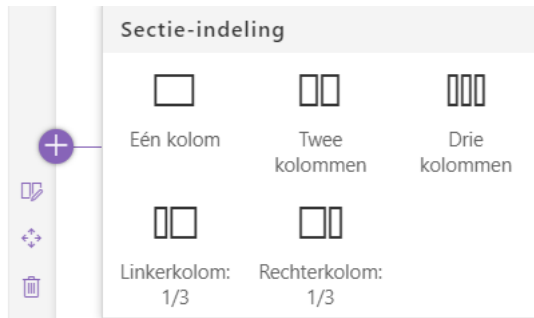 Sectie-indeling
Eén kolom
Twee
kolommen
Drie
kolommen
Linkerkolom:
1/3
Rechterkolom:
1/3